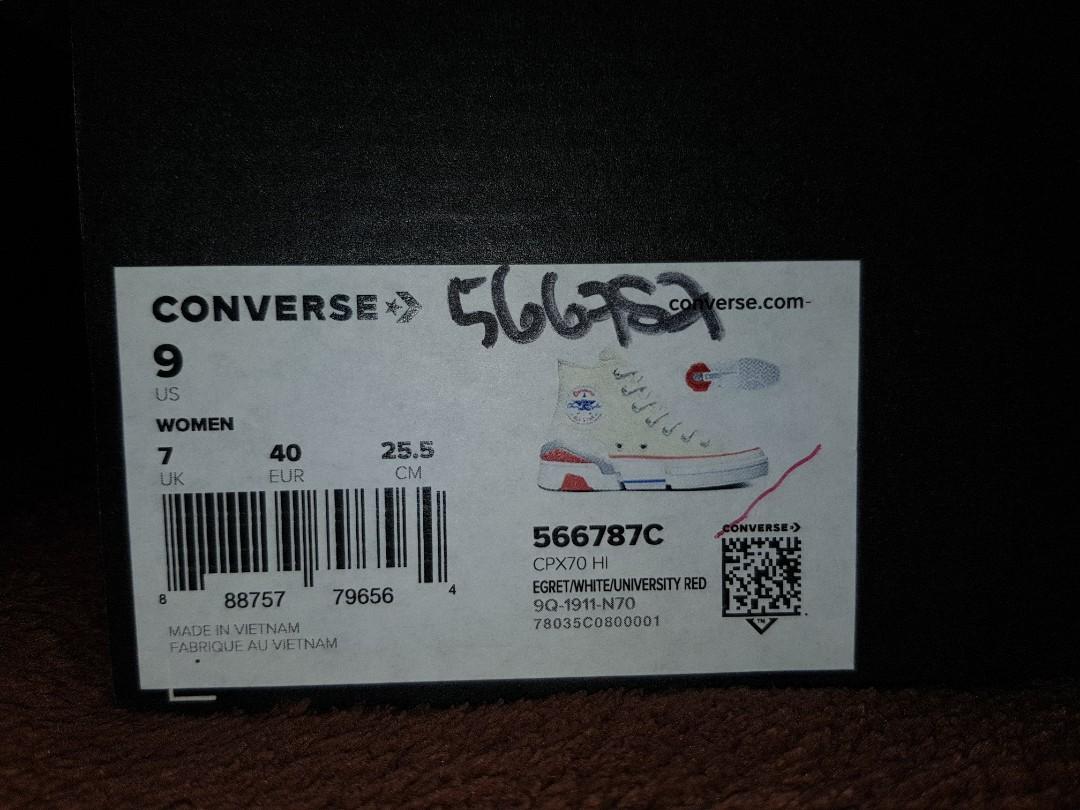 CONVERSE
converse.com-
9
US
WOMEN
7 40 25.5
UK EUR CM
8 88757 79656 4
MADE IN VIETNAM
FABRIQUE AU VIETNAM
566787C
CPX70 HI
EGRET/WHITE/UNIVERSITY RED
9Q-1911-N70
78035C0800001
CONVERSE
TM